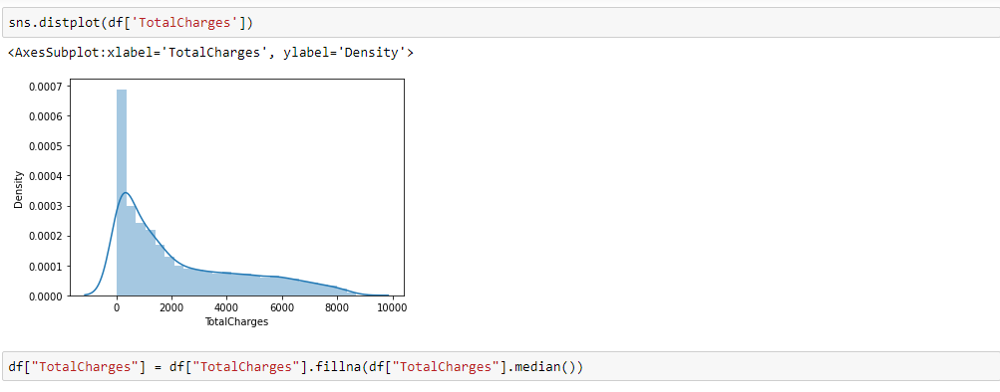 sns.distplot(df['TotalCharges'])
<AxesSubplot:xlabel='TotalCharges', ylabel='Density'>
0.0007
0.0006
0.0005
0.0004
0.0003
0.0002
0.0001
0.0000
Density
0 2000 4000 6000 8000 10000
TotalCharges
df["TotalCharges"] = df["TotalCharges"].fillna(df["TotalCharges"].median())